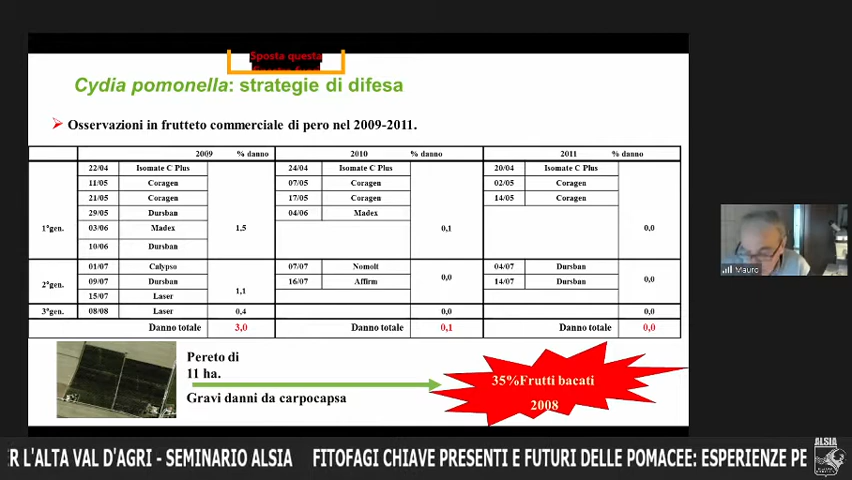 Sposta questa
Cydia pomonella: strategie di difesa
Osservazioni in frutteto commerciale di pero nel 2009-2011.
2009 % danno 2010 % danno 2011 % danno
22/04 Isomate C Plus 24/04 Isomate C Plus 20/04 Isomate C Plus
11/05 Coragen 07/05 Coragen 02/05 Coragen
21/05 Coragen 17/05 Coragen 14/05 Coragen
29/05 Dursban 04/06 Madex
1°gen. 03/06 Madex 1,5 0,1 0,0
10/06 Dursban
01/07 Calypso 07/07 Nomolt 04/07 Dursban
2°gen. 09/07 Dursban 1,1 16/07 Affirm 0,0 14/07 Dursban 0,0
15/07 Laser
3°gen. 08/08 Laser 0,4 0,0 0,0
Danno totale 3,0 Danno totale 0,1 Danno totale 0,0
Pereto di
11 ha.
Gravi danni da carpocapsa
35%Frutti bacati
2008
Mauro
R L'ALTA VAL D'AGRI - SEMINARIO ALSIA FITOFAGI CHIAVE PRESENTI E FUTURI DELLE POMACEE: ESPERIENZE PE
ALSIA